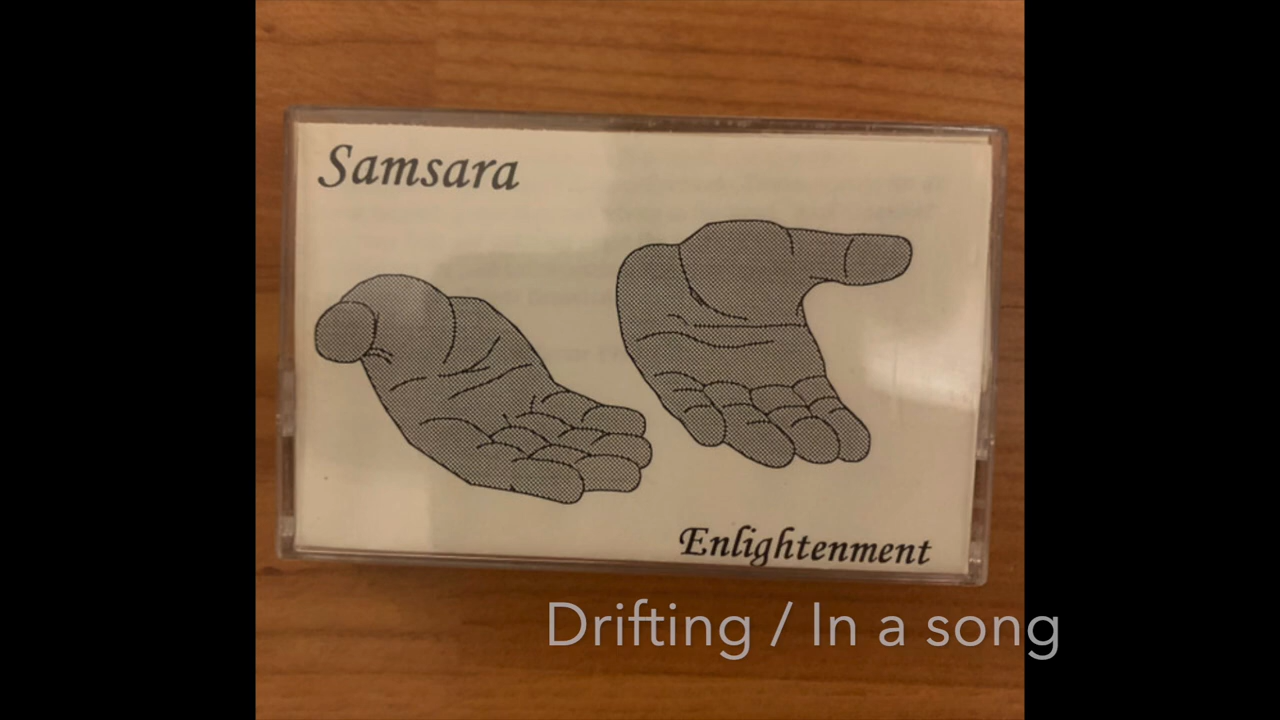 Samsara
Enlightenment
Drifting / In a song